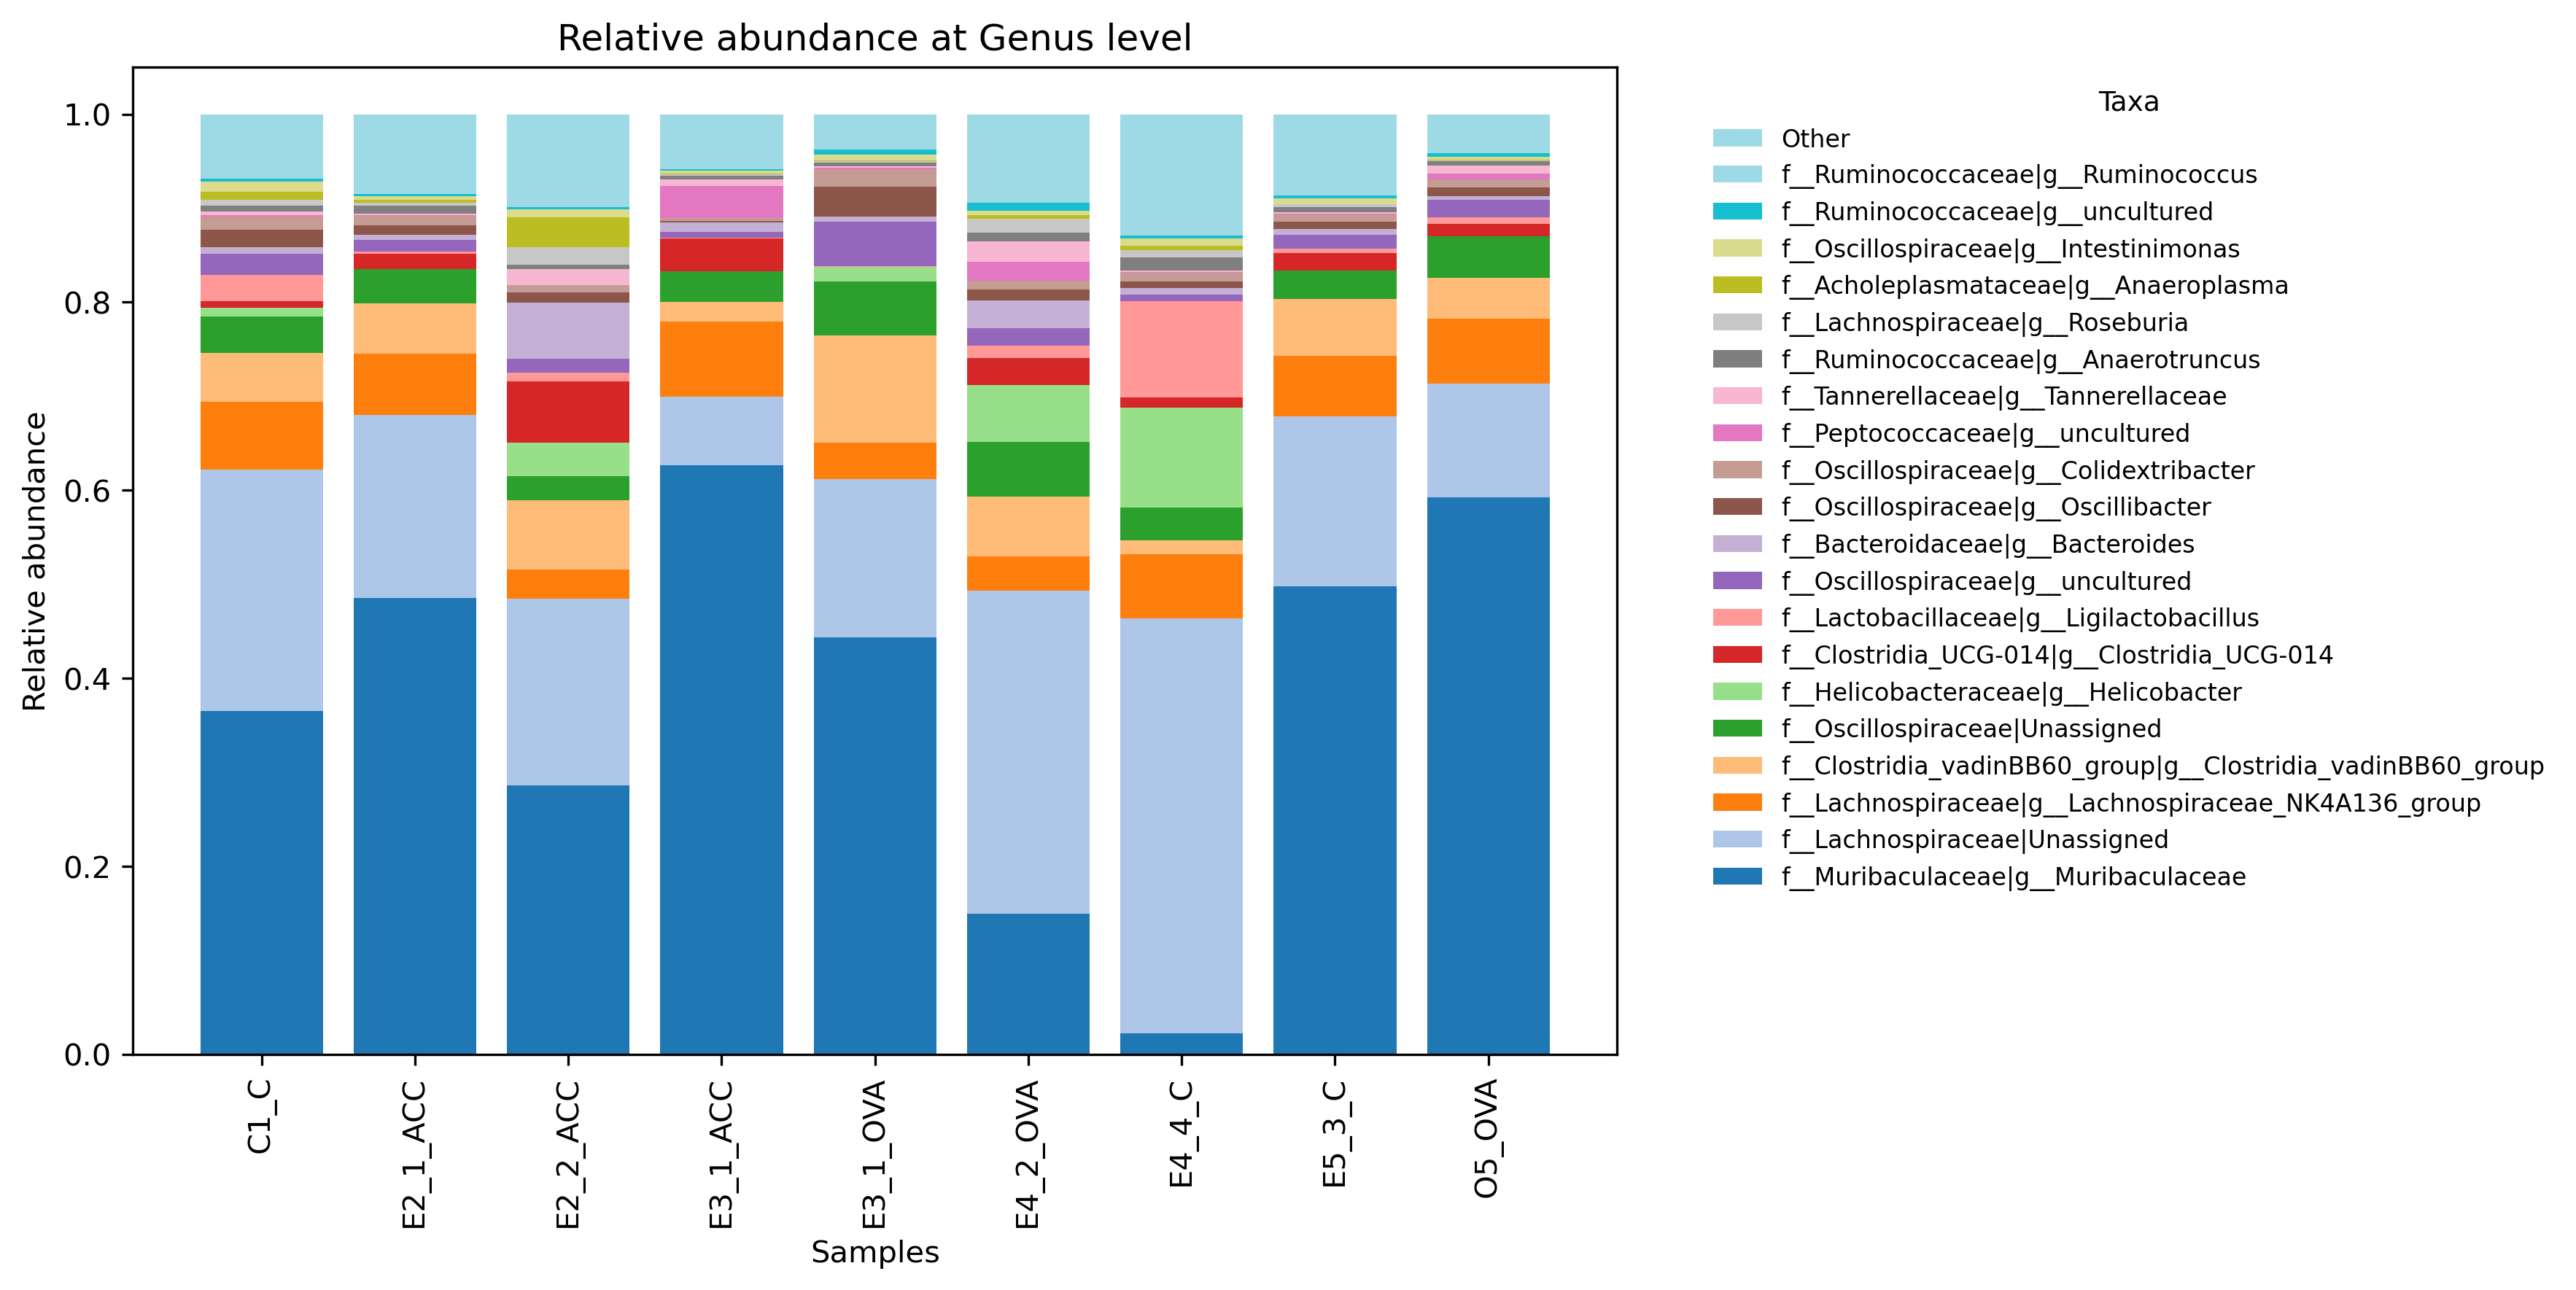 Relative abundance at Genus level
Relative abundance
1.0
0.8
0.6
0.4
0.2
0.0
C1_C
E2_1_ACC
E2_2_ACC
E3_1_ACC
E3_1_OVA
E4_2_OVA
E4_4_C
E5_3_C
O5_OVA
Samples
Taxa
Other
f__Ruminococcaceae|g__Ruminococcus
f__Ruminococcaceae|g__uncultured
f__Oscillospiraceae|g__Intestinimonas
f__Acholeplasmataceae|g__Anaeroplasma
f__Lachnospiraceae|g__Roseburia
f__Ruminococcaceae|g__Anaerotruncus
f__Tannerellaceae|g__Tannerellaceae
f__Peptococcaceae|g__uncultured
f__Oscillospiraceae|g__Colidextribacter
f__Oscillospiraceae|g__Oscillibacter
f__Bacteroidaceae|g__Bacteroides
f__Oscillospiraceae|g__uncultured
f__Lactobacillaceae|g__Ligilactobacillus
f__Clostridia_UCG-014|g__Clostridia_UCG-014
f__Helicobacteraceae|g__Helicobacter
f__Oscillospiraceae|Unassigned
f__Clostridia_vadinBB60_group|g__Clostridia_vadinBB60_group
f__Lachnospiraceae|g__Lachnospiraceae_NK4A136_group
f__Lachnospiraceae|Unassigned
f__Muribaculaceae|g__Muribaculaceae